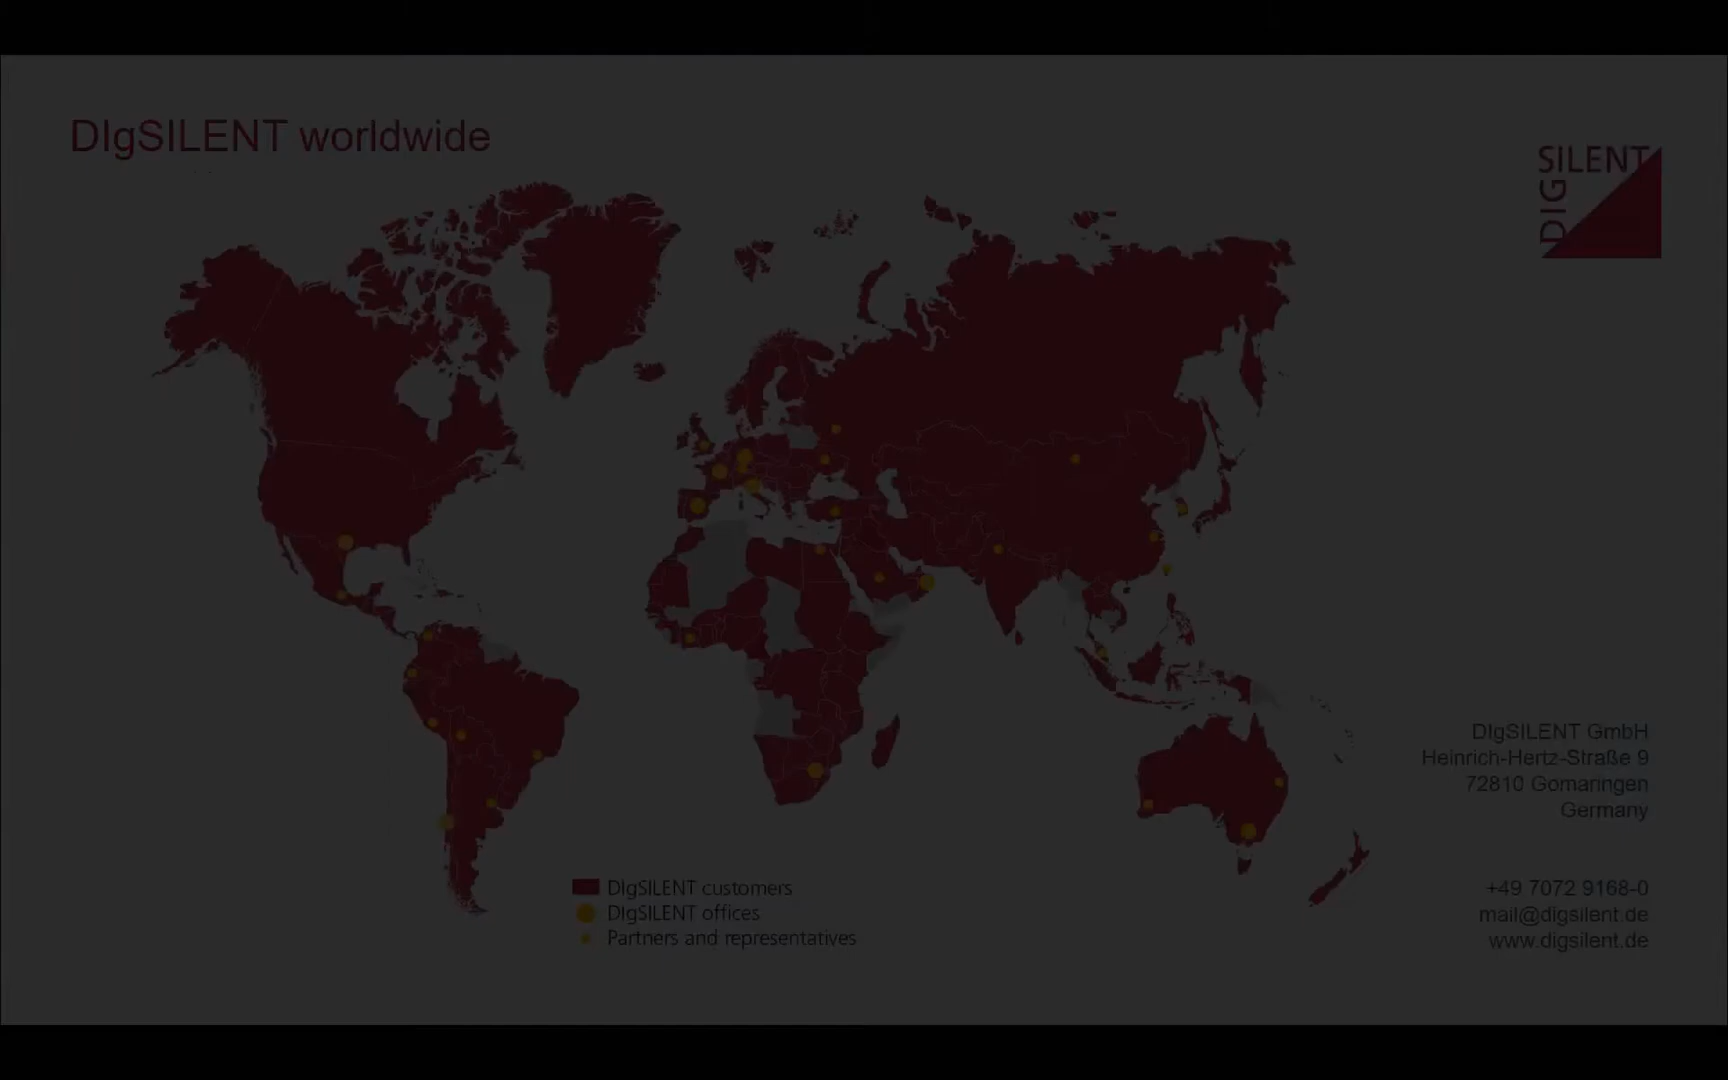 DIgSILENT worldwide
SILENT
DIG
DIgSILENT GmbH
Heinrich-Hertz-Straße 9
72810 Gomaringen
Germany
+49 7072 9168-0
mail@digsilent.de
www.digsilent.de
DIgSILENT customers
DIgSILENT offices
Partners and representatives